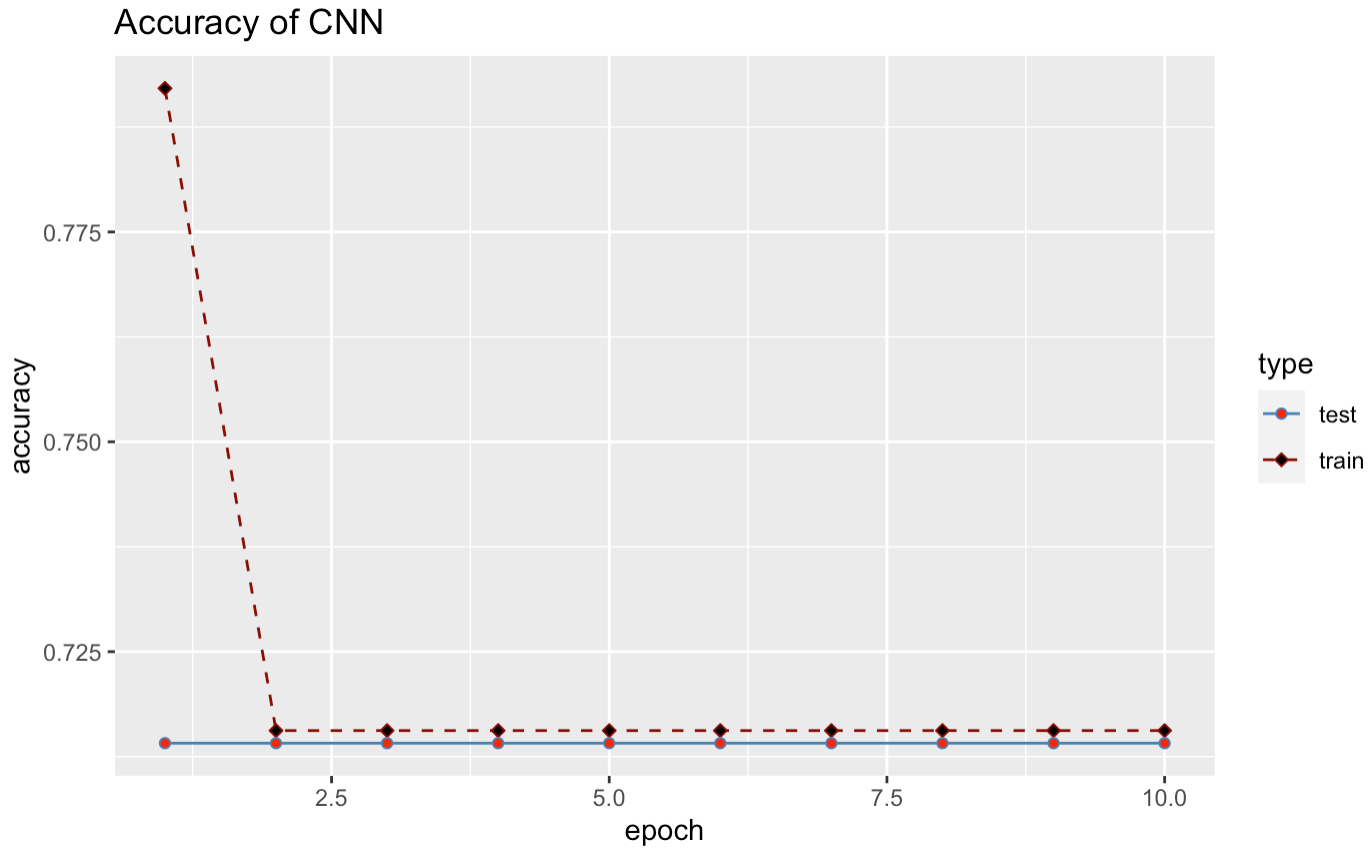 Accuracy of CNN
accuracy
0.775
0.750
0.725
2.5 5.0 7.5 10.0
epoch
type
test
train